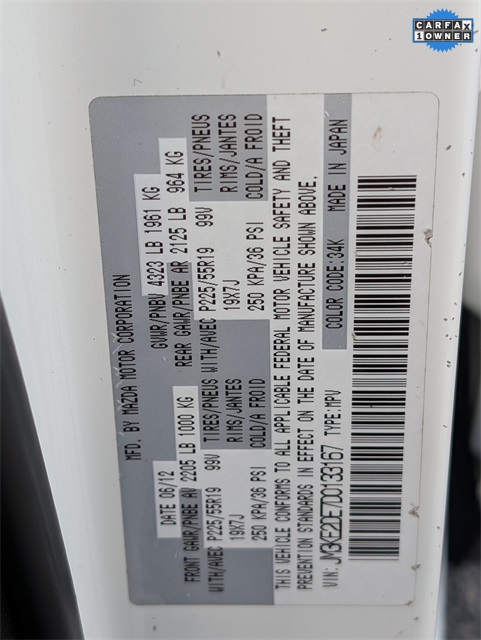 CARFAX
1 OWNER
MFD. BY MAZDA MOTOR CORPORATION
DATE 06/12 GVWR/PNBV 4323 LB 1961 KG
FRONT GAWR/PNBE AV 2205 LB 1000 KG REAR GAWR/PNBE AR 2125 LB 964 KG
WITH/AVEC P225/55R19 99V TIRES/PNEUS WITH/AVEC P225/55R19 99V TIRES/PNEUS
19X7J RIMS/JANTES 19X7J RIMS/JANTES
250 KPA/36 PSI COLD/A FROID 250 KPA/36 PSI COLD/A FROID
THIS VEHICLE CONFORMS TO ALL APPLICABLE FEDERAL MOTOR VEHICLE SAFETY AND THEFT
PREVENTION STANDARDS IN EFFECT ON THE DATE OF MANUFACTURE SHOWN ABOVE.
VIN: JM3KE2DE7D0133167 TYPE:MPV COLOR CODE:34K MADE IN JAPAN